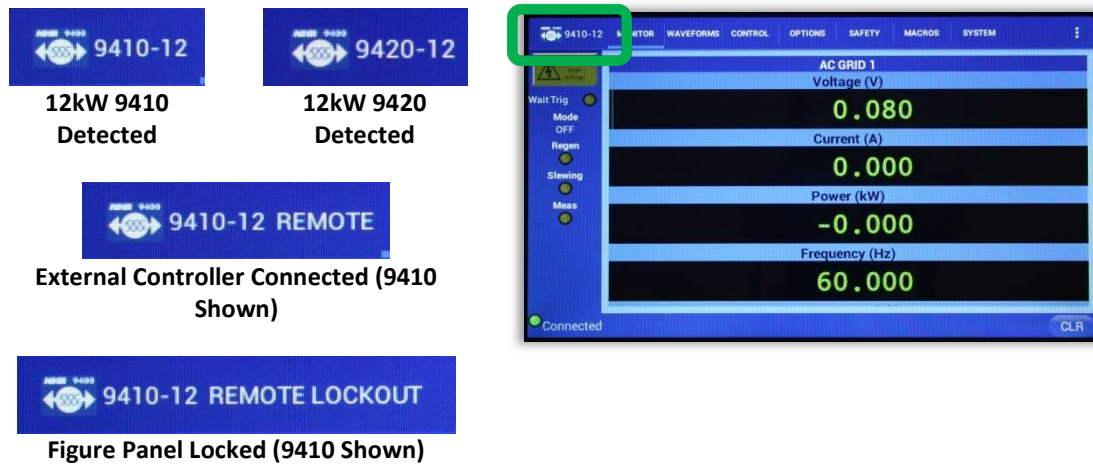 9410-12
12kW 9410
Detected
9420-12
12kW 9420
Detected
9410-12 REMOTE
External Controller Connected (9410
Shown)
9410-12 REMOTE LOCKOUT
Figure Panel Locked (9410 Shown)
9410-12 MONITOR WAVEFORMS CONTROL OPTIONS SAFETY MACROS SYSTEM
AC GRID 1
Voltage (V)
0.080
Current (A)
0.000
Power (kW)
-0.000
Frequency (Hz)
60.000
Wait Trig
Mode
OFF
Regen
Slewing
Meas
Connected
CLR